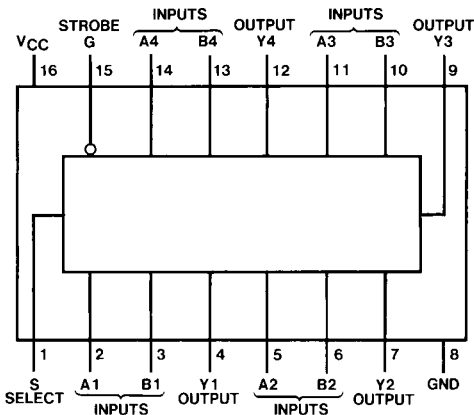 INPUTS INPUTS
STROBE OUTPUT OUTPUT
VCC G A4 B4 Y4 A3 B3 Y3
16 15 14 13 12 11 10 9
1 2 3 4 5 6 7 8
S A1 B1 Y1 A2 B2 Y2 GND
SELECT INPUTS OUTPUT INPUTS OUTPUT